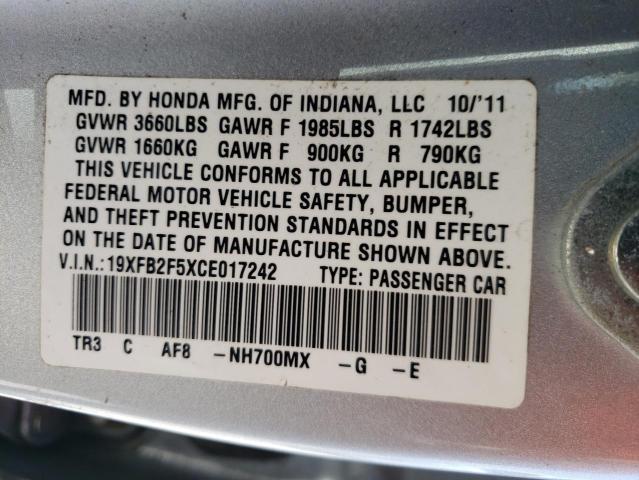 MFD. BY HONDA MFG. OF INDIANA, LLC 10/'11
GVWR 3660LBS GAWR F 1985LBS R 1742LBS
GVWR 1660KG GAWR F 900KG R 790KG
THIS VEHICLE CONFORMS TO ALL APPLICABLE
FEDERAL MOTOR VEHICLE SAFETY, BUMPER,
AND THEFT PREVENTION STANDARDS IN EFFECT
ON THE DATE OF MANUFACTURE SHOWN ABOVE.
V.I.N.:19XFB2F5XCE017242 TYPE: PASSENGER CAR
TR3 C AF8 -NH700MX -G -E